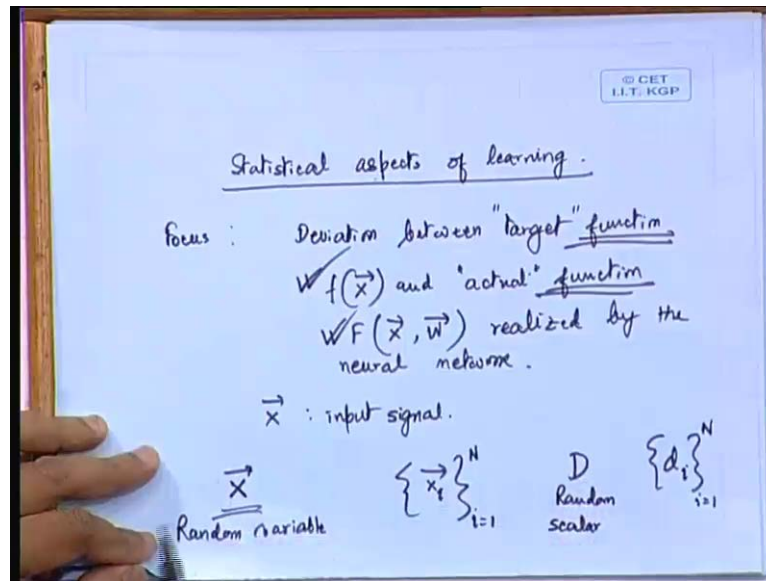 © CET
I.I.T. KGP
Statistical aspects of learning.
Focus : Deviation between "target" function
f(x⃗) and "actual" function
F(x⃗, w⃗) realized by the
neural network.
x⃗ : input signal.
X⃗ {x⃗ᵢ}ᴺᵢ₌₁ D {dᵢ}ᴺᵢ₌₁
Random variable Random
scalar